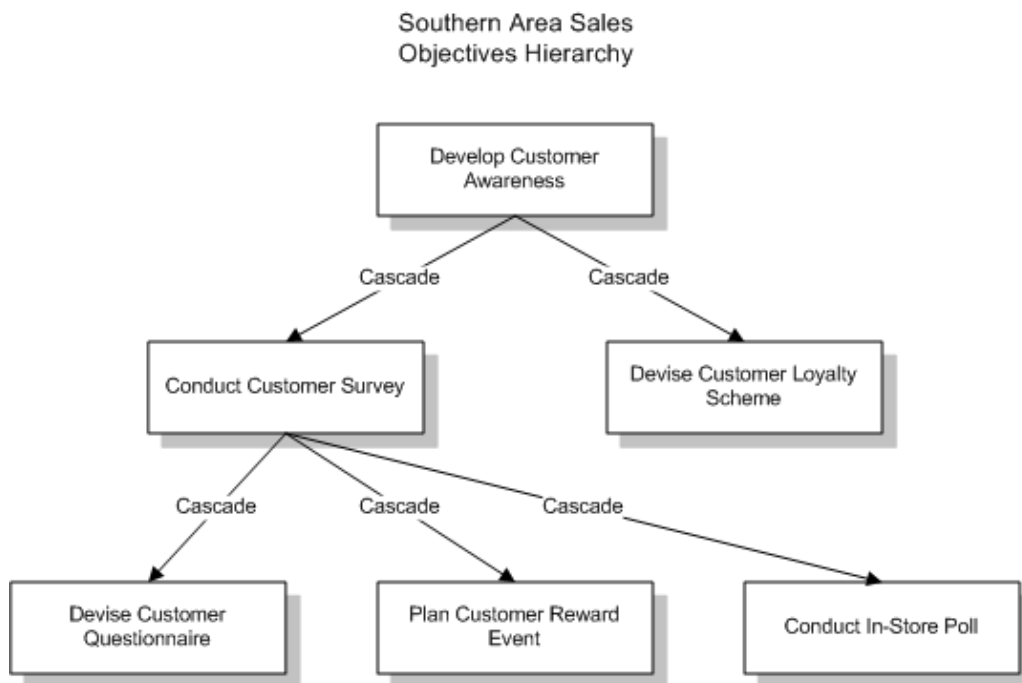 Southern Area Sales
Objectives Hierarchy
Develop Customer
Awareness
Cascade
Cascade
Conduct Customer Survey
Devise Customer Loyalty
Scheme
Cascade
Cascade
Cascade
Devise Customer
Questionnaire
Plan Customer Reward
Event
Conduct In-Store Poll